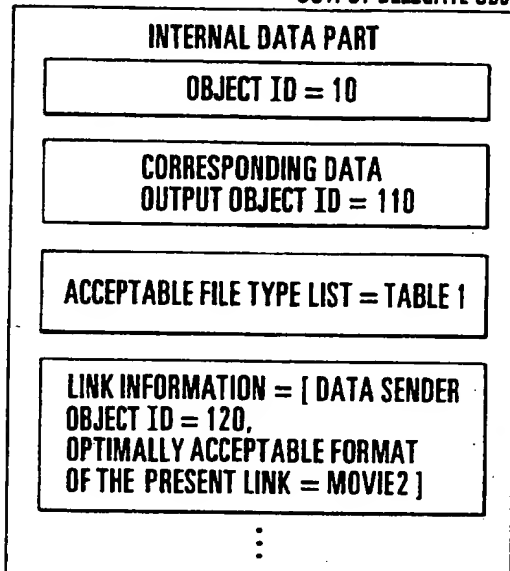 INTERNAL DATA PART
OBJECT ID = 10
CORRESPONDING DATA
OUTPUT OBJECT ID = 110
ACCEPTABLE FILE TYPE LIST = TABLE 1
LINK INFORMATION = [ DATA SENDER
OBJECT ID = 120,
OPTIMALLY ACCEPTABLE FORMAT
OF THE PRESENT LINK = MOVIE2 ]